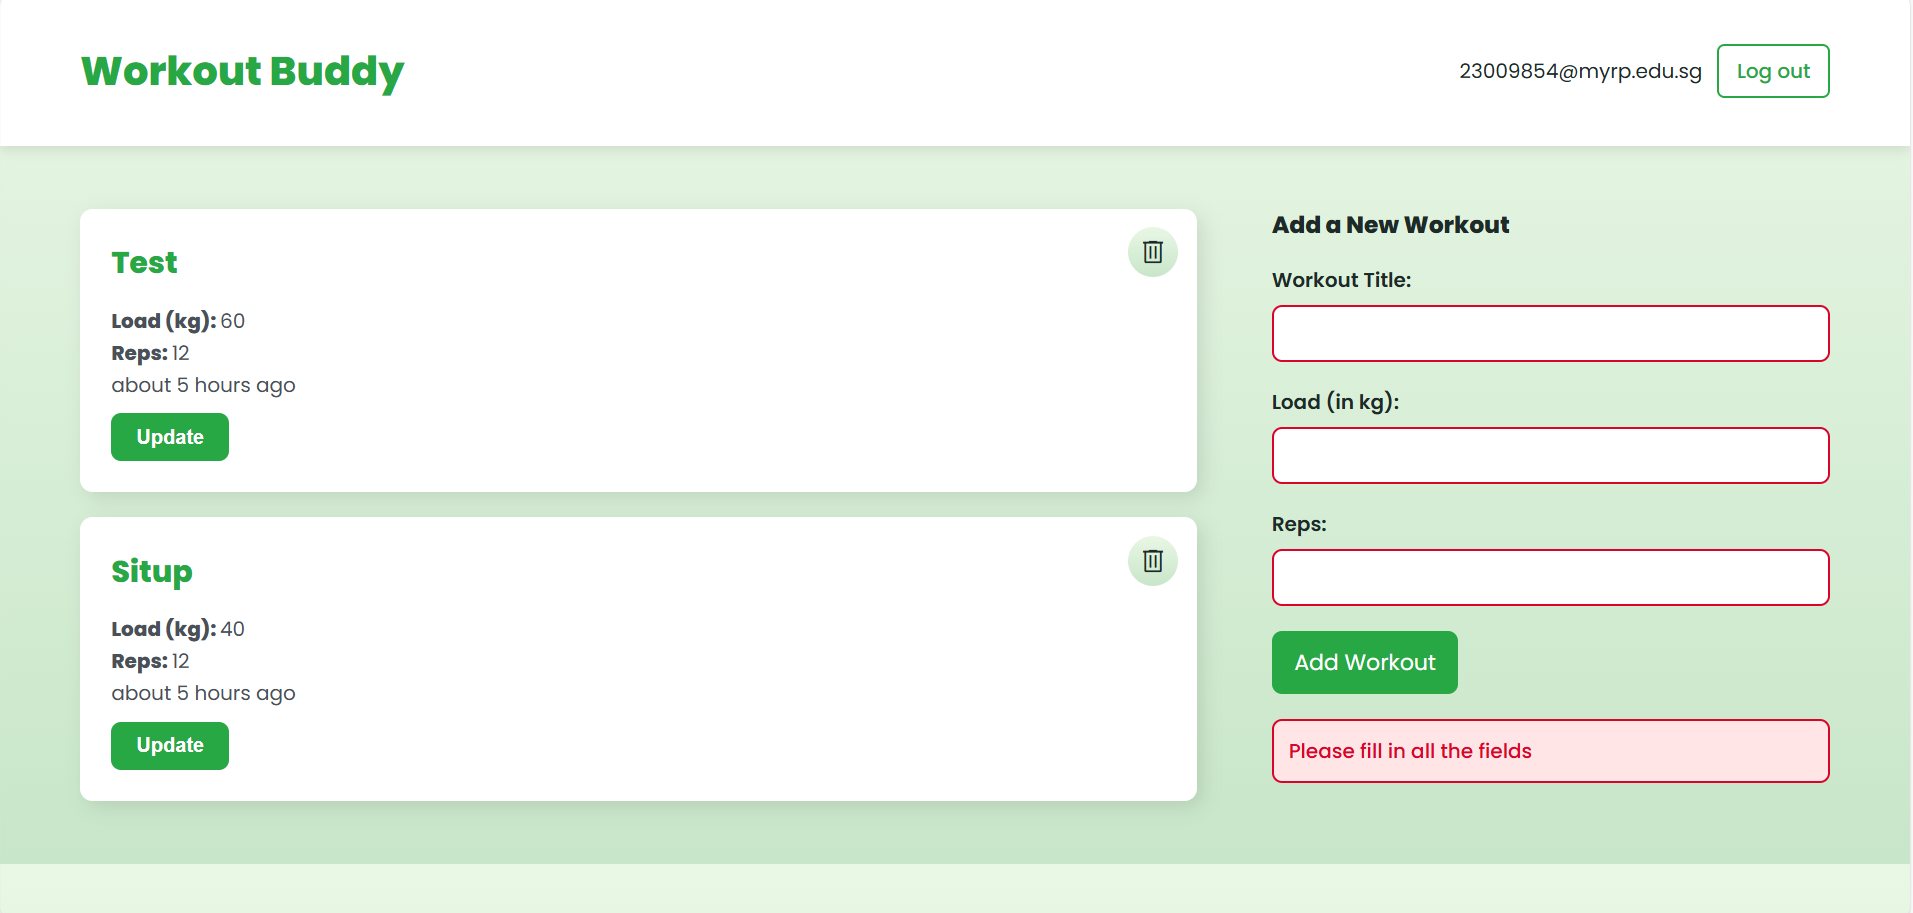 Workout Buddy
23009854@myrp.edu.sg
Log out
Test
Load (kg): 60
Reps: 12
about 5 hours ago
Update
Situp
Load (kg): 40
Reps: 12
about 5 hours ago
Update
Add a New Workout
Workout Title:
Load (in kg):
Reps:
Add Workout
Please fill in all the fields